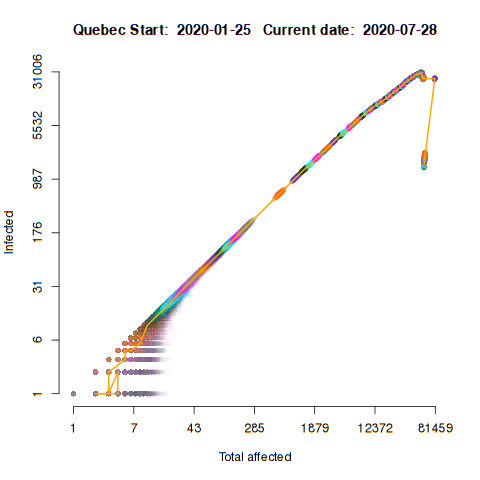 Quebec Start: 2020-01-25 Current date: 2020-07-28
31006
5532
987
176
31
6
1
Infected
1 7 43 285 1879 12372 81459
Total affected